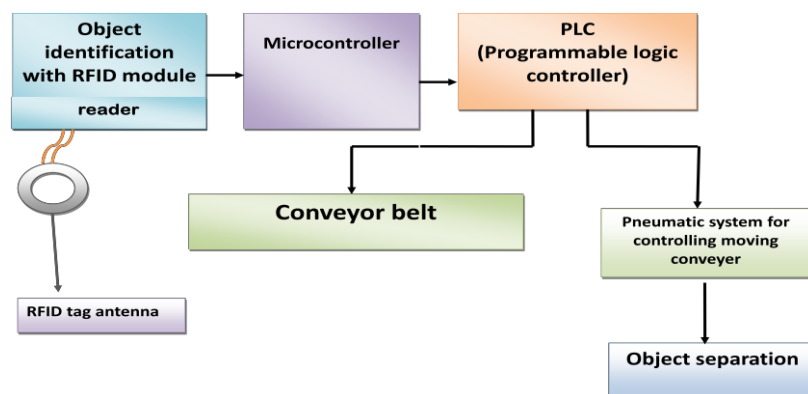 Object
identification
with RFID module
reader
Microcontroller
PLC
(Programmable logic
controller)
Conveyor belt
Pneumatic system for
controlling moving
conveyer
RFID tag antenna
Object separation